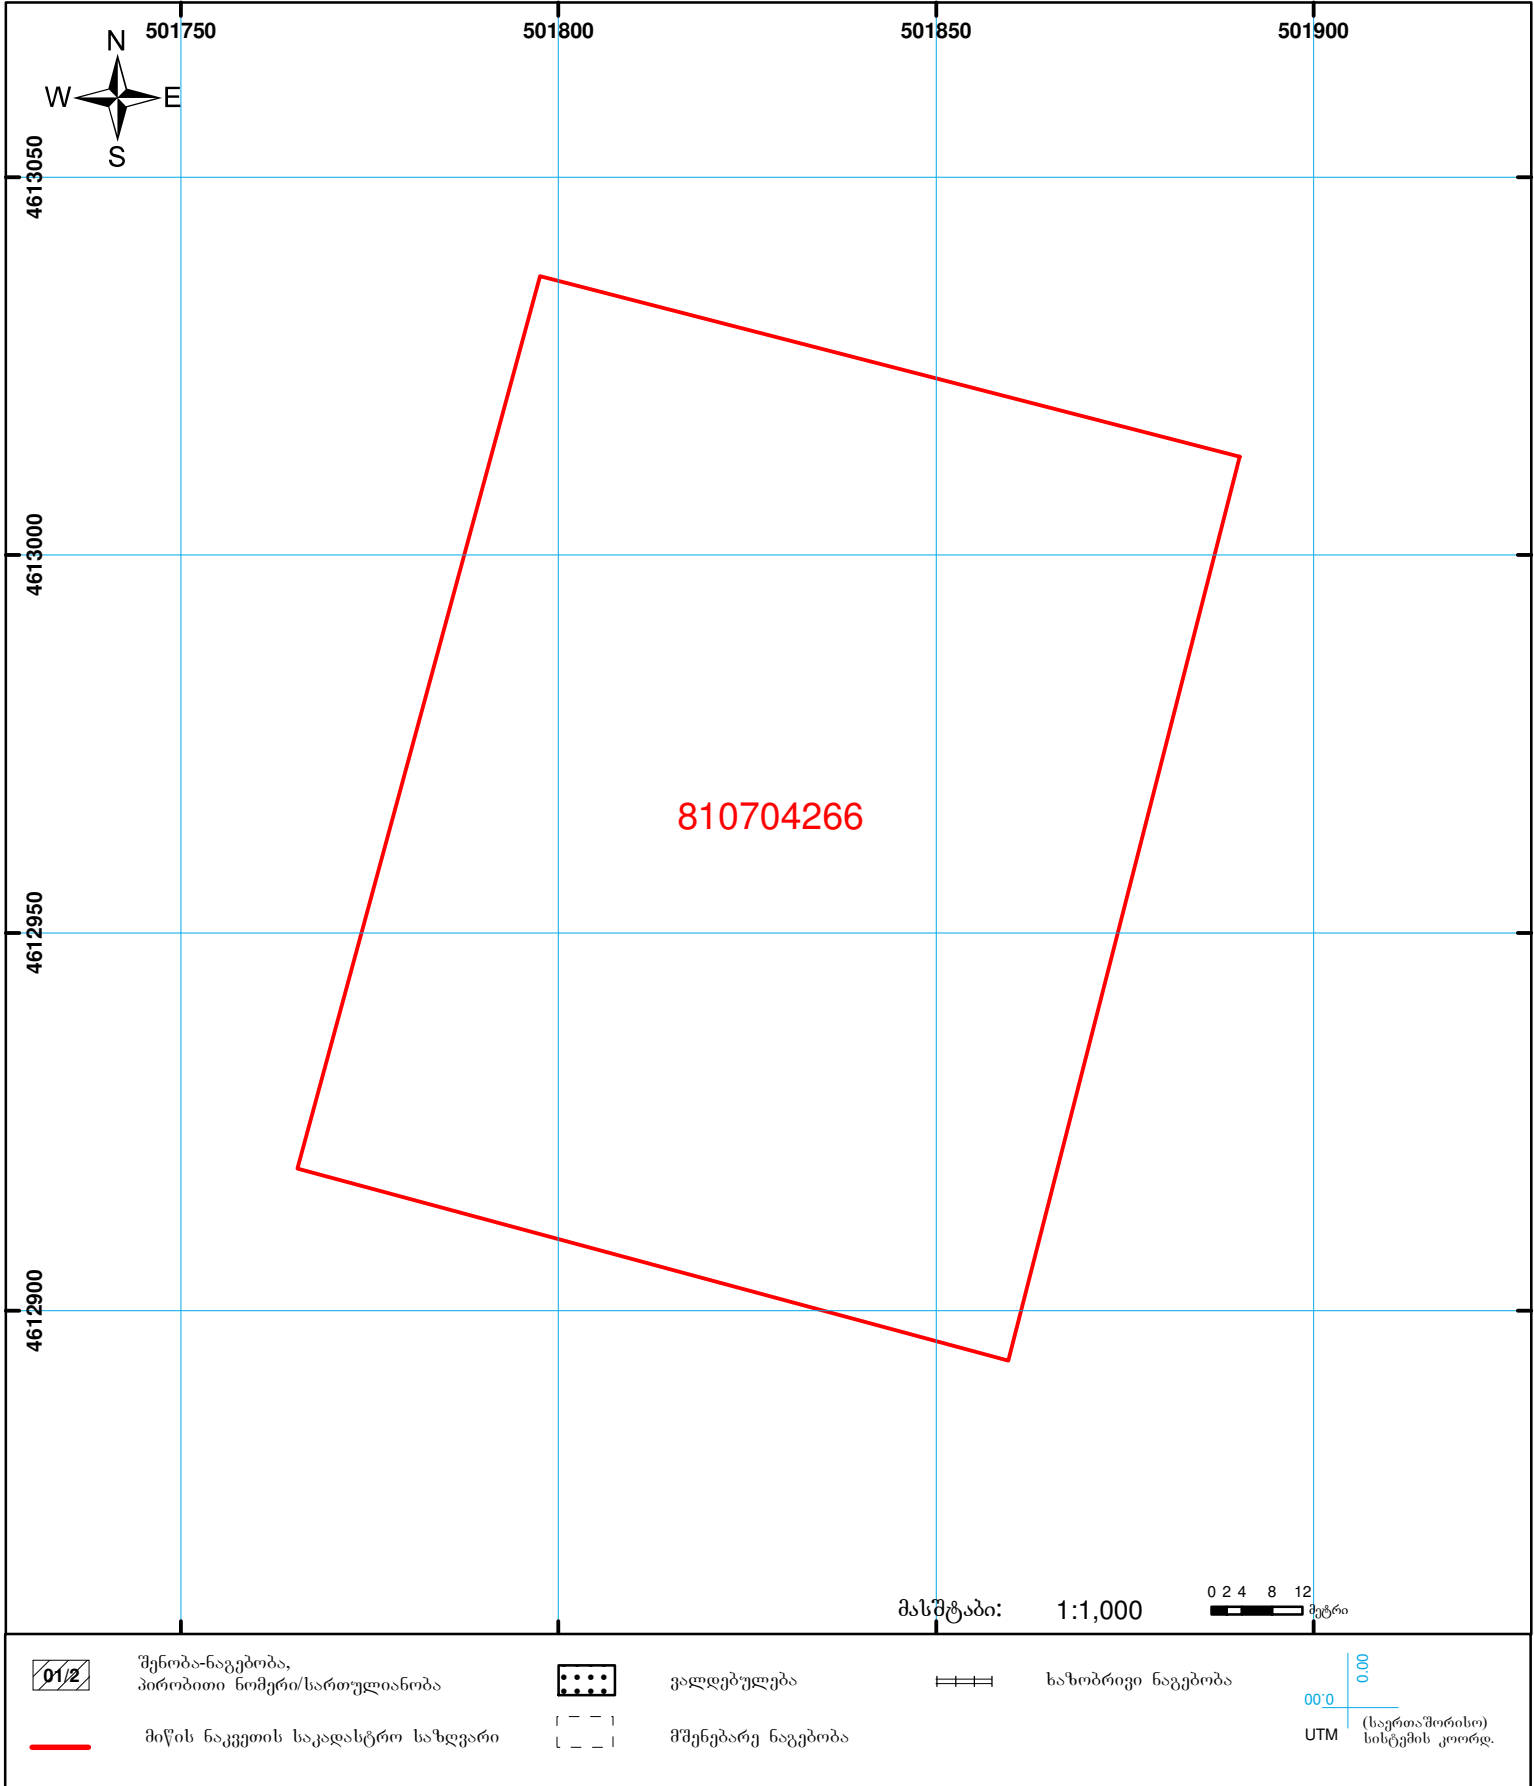 501750 501800 501850 501900
N
W E
S
4613050
4613000
4612950
4612900
810704266
მასშტაბი: 1:1,000
0 2 4 8 12
მეტრი
01/2
შენობა-ნაგებობა,
პირობითი ნომერი/სართულიანობა
ვალდებულება
ხაზობრივი ნაგებობა
მიწის ნაკვეთის საკადასტრო საზღვარი
მშენებარე ნაგებობა
0.00
00.0
UTM
(საერთაშორისო)
სისტემის კოორდ.